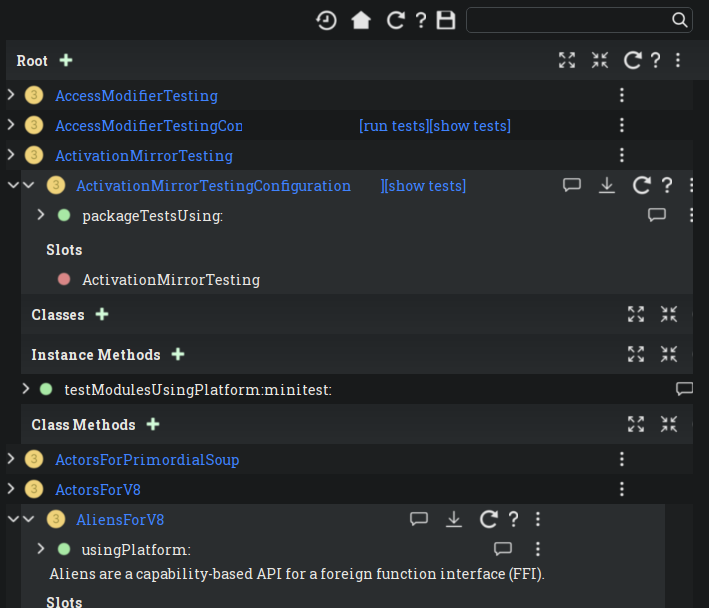 ?
Root + ?
3 AccessModifierTesting
3 AccessModifierTestingCon [run tests][show tests]
3 ActivationMirrorTesting
3 ActivationMirrorTestingConfiguration ][show tests] ?
packageTestsUsing:
Slots
ActivationMirrorTesting
Classes +
Instance Methods +
testModulesUsingPlatform:minitest:
Class Methods +
3 ActorsForPrimordialSoup
3 ActorsForV8
3 AliensForV8 ?
usingPlatform:
Aliens are a capability-based API for a foreign function interface (FFI).
Slots